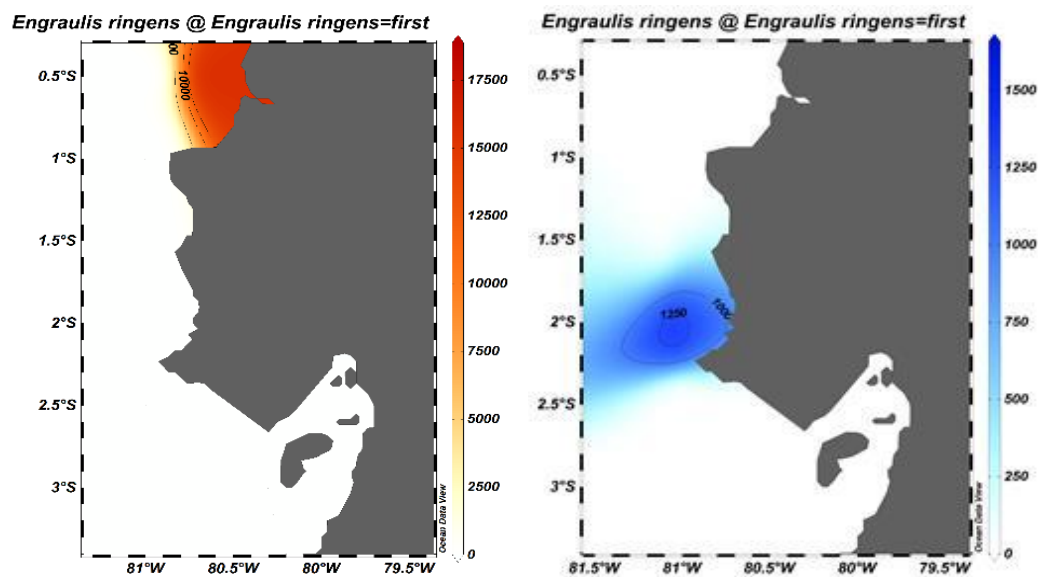 Engraulis ringens @ Engraulis ringens=first
0.5°S
1°S
1.5°S
2°S
2.5°S
3°S
81°W
80.5°W
80°W
79.5°W
10000
17500
15000
12500
10000
7500
5000
2500
0
Ocean Data View
Engraulis ringens @ Engraulis ringens=first
0.5°S
1°S
1.5°S
2°S
2.5°S
3°S
81.5°W
81°W
80.5°W
80°W
79.5°W
1250
1000
1500
1250
1000
750
500
250
0
Ocean Data View